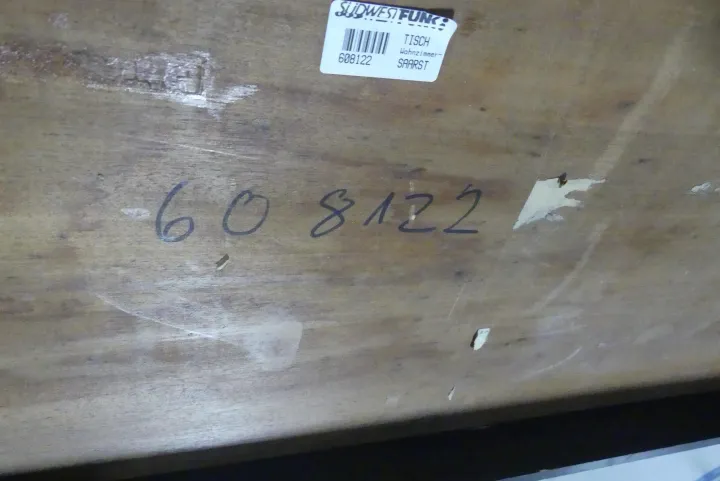 SÜDWESTFUNK
TISCH
Wohnzimmer-
608122 SAARST
60 8122